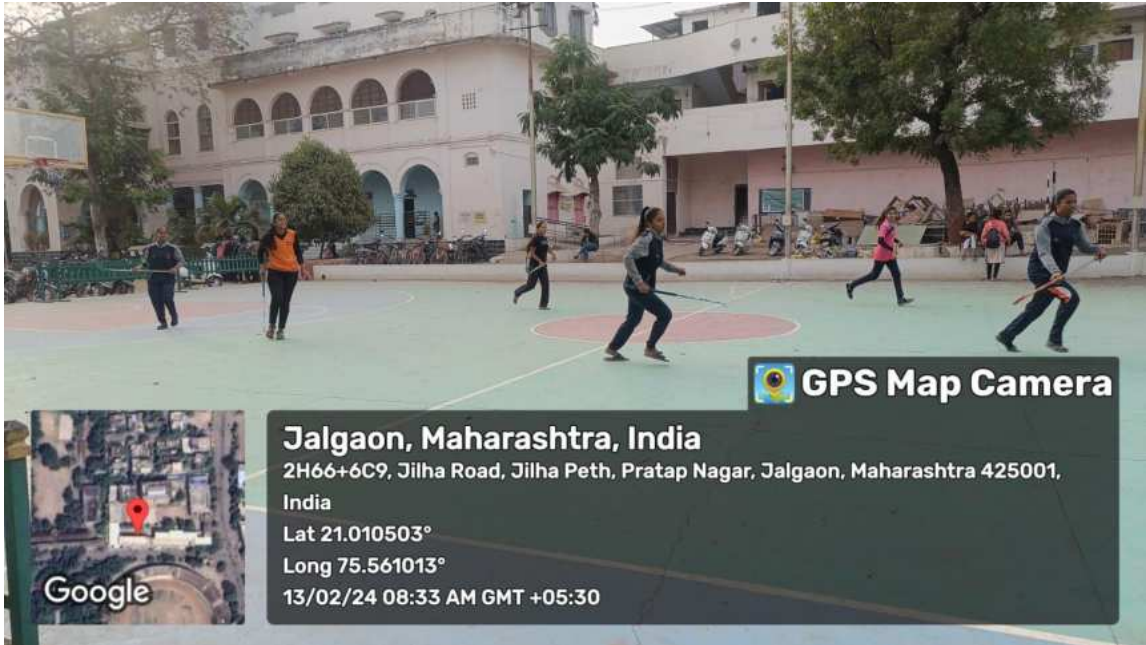 GPS Map Camera
Jalgaon, Maharashtra, India
2H66+6C9, Jilha Road, Jilha Peth, Pratap Nagar, Jalgaon, Maharashtra 425001,
India
Lat 21.010503°
Long 75.561013°
13/02/24 08:33 AM GMT +05:30
Google